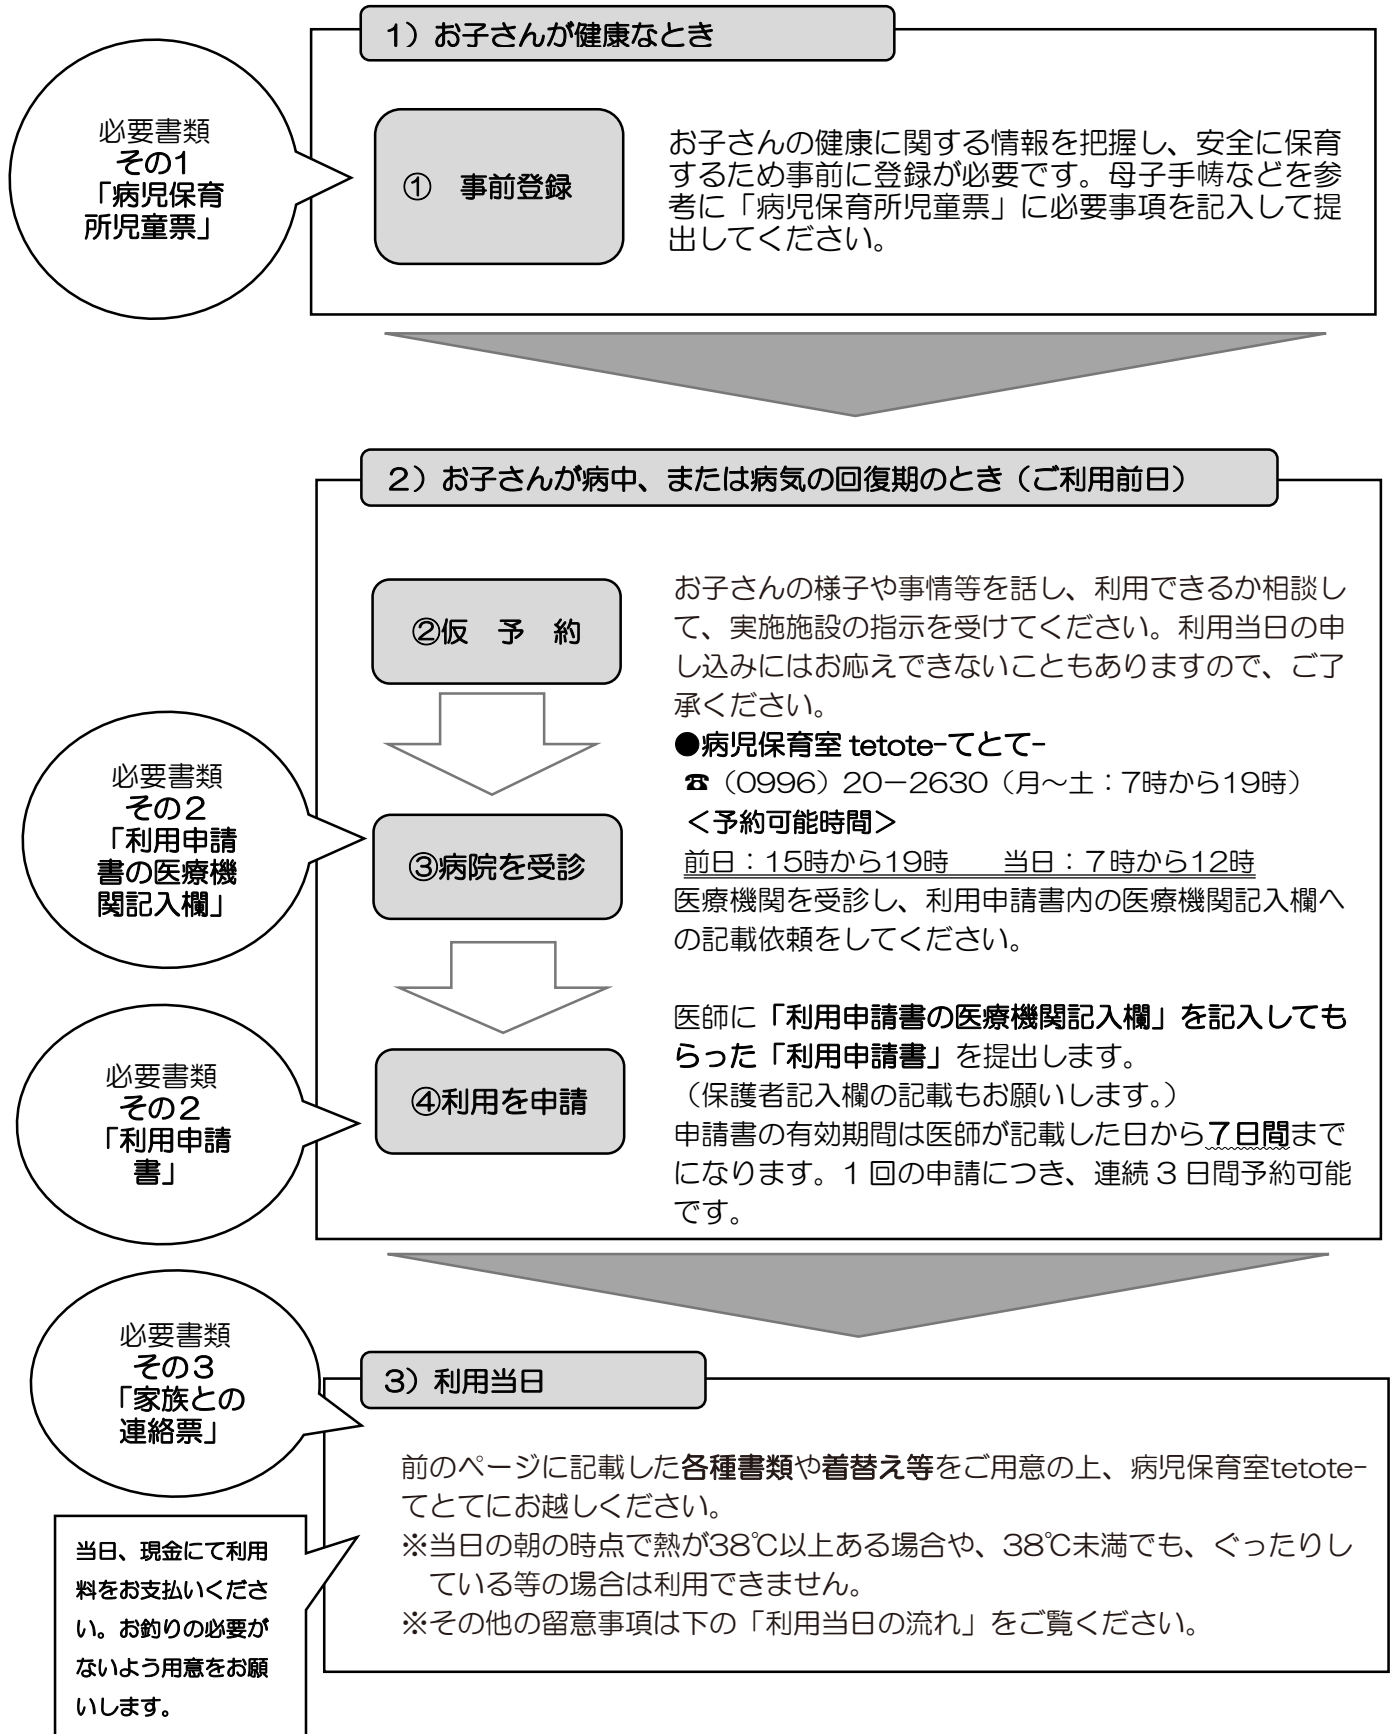 1）お子さんが健康なとき
必要書類
その1
「病児保育
所児童票」
①　事前登録
お子さんの健康に関する情報を把握し、安全に保育
するため事前に登録が必要です。母子手帳などを参
考に「病児保育所児童票」に必要事項を記入して提
出してください。
2）お子さんが病中、または病気の回復期のとき（ご利用前日）
②仮　予　約
お子さんの様子や事情等を話し、利用できるか相談し
て、実施施設の指示を受けてください。利用当日の申
し込みにはお応えできないこともありますので、ご了
承ください。
●病児保育室 tetote-てとて-
☎（0996）20－2630（月～土：7時から19時）
＜予約可能時間＞
前日：15時から19時　　当日：7時から12時
必要書類
その2
「利用申請
書の医療機
関記入欄」
③病院を受診
医療機関を受診し、利用申請書内の医療機関記入欄へ
の記載依頼をしてください。
必要書類
その2
「利用申請
書」
④利用を申請
医師に「利用申請書の医療機関記入欄」を記入しても
らった「利用申請書」を提出します。
（保護者記入欄の記載もお願いします。）
申請書の有効期間は医師が記載した日から7日間まで
になります。1回の申請につき、連続3日間予約可能
です。
必要書類
その3
「家族との
連絡票」
3）利用当日
前のページに記載した各種書類や着替え等をご用意の上、病児保育室tetote-
てとてにお越しください。
※当日の朝の時点で熱が38℃以上ある場合や、38℃未満でも、ぐったりし
ている等の場合は利用できません。
※その他の留意事項は下の「利用当日の流れ」をご覧ください。
当日、現金にて利用
料をお支払いくださ
い。お釣りの必要が
ないよう用意をお願
いします。